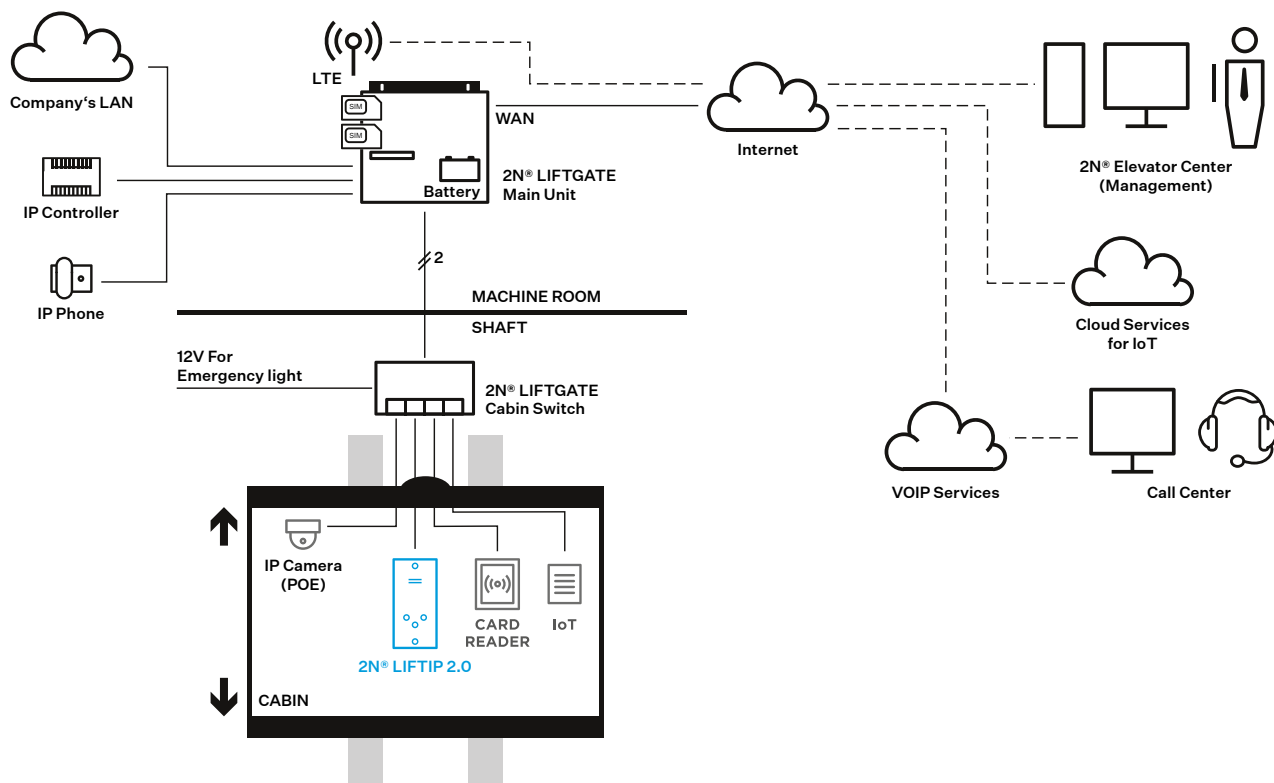 LTE
SIM
SIM
Company's LAN
WAN
Internet
Battery
2N® LIFTGATE
Main Unit
2N® Elevator Center
(Management)
IP Controller
2
IP Phone
MACHINE ROOM
SHAFT
Cloud Services
for IoT
12V For
Emergency light
2N® LIFTGATE
Cabin Switch
VOIP Services
Call Center
IP Camera
(POE)
CARD
READER
IoT
2N® LIFTIP 2.0
CABIN